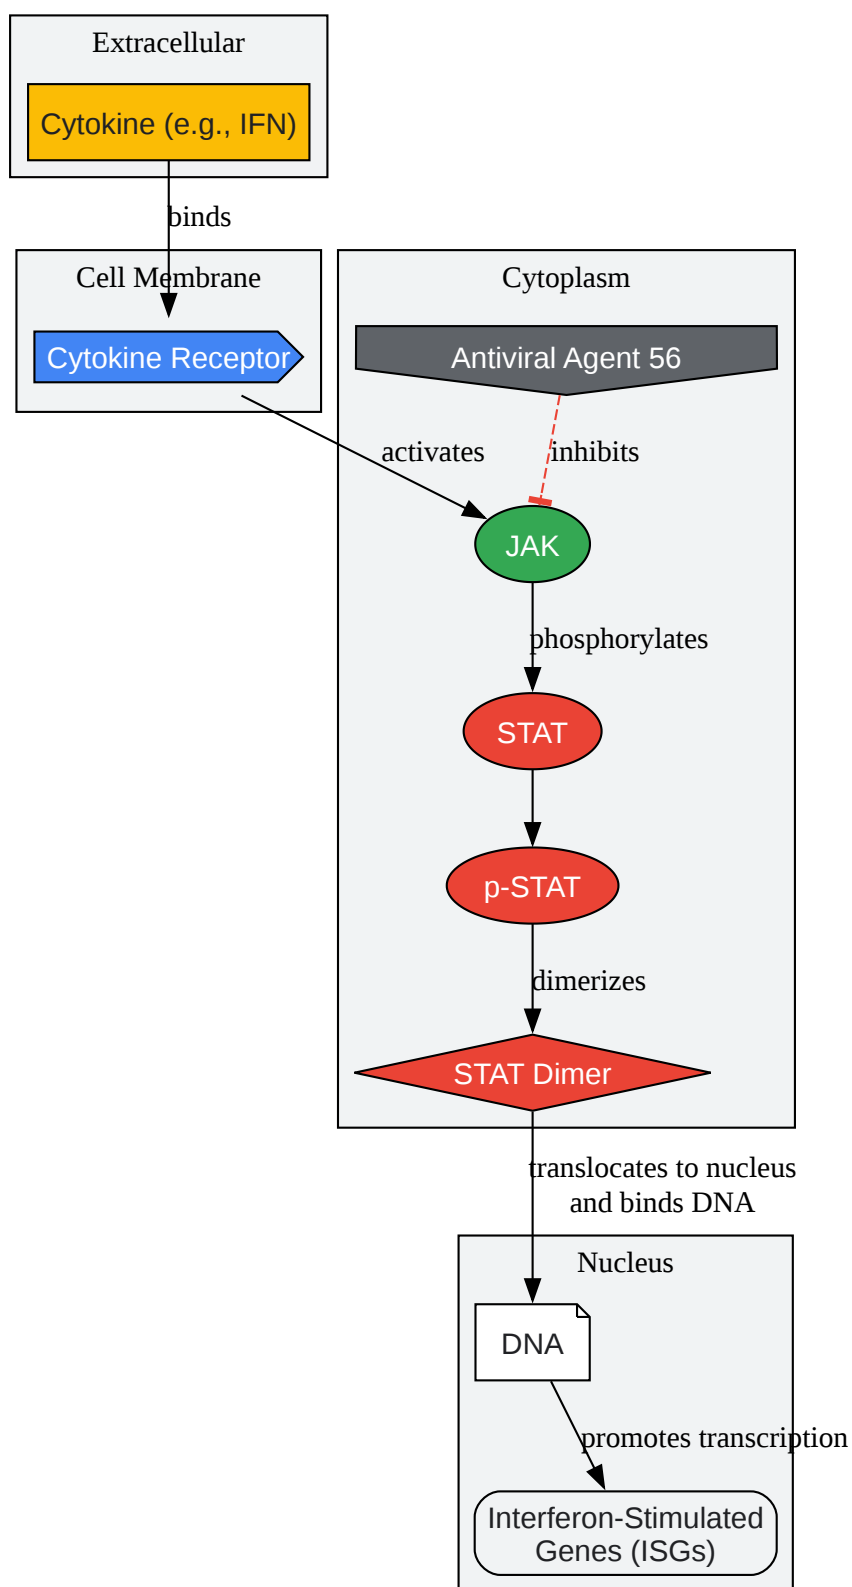 Extracellular
Cytokine (e.g., IFN)
binds
Cell Membrane
Cytokine Receptor
Cytoplasm
Antiviral Agent 56
activates
inhibits
JAK
phosphorylates
STAT
p-STAT
dimerizes
STAT Dimer
translocates to nucleus
and binds DNA
Nucleus
DNA
promotes transcription
Interferon-Stimulated
Genes (ISGs)